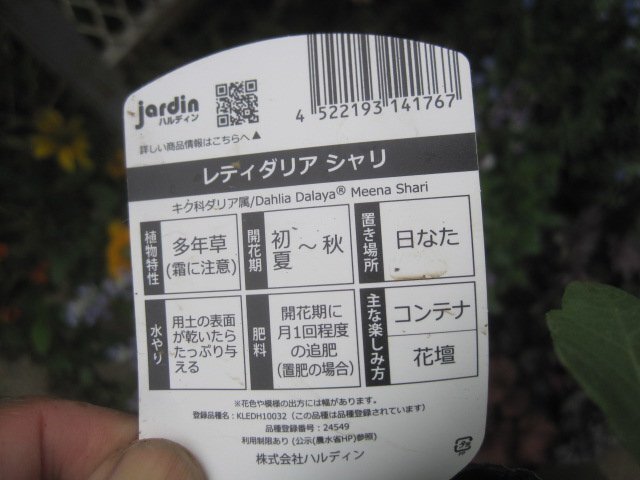 jardin
ハルディン
詳しい商品情報はこちらへ▲
4 522193 141767
レディダリア シャリ
キク科ダリア属/Dahlia Dalaya® Meena Shari
植物特性
多年草
(霜に注意)
開花期
初夏～秋
置き場所
日なた
水やり
用土の表面
が乾いたら
たっぷり与
える
肥料
開花期に
月1回程度
の追肥
(置肥の場合)
主な楽しみ方
コンテナ
花壇
※花色や模様の出方には幅があります。
登録品種名：KLEDH10032（この品種は品種登録されています）
品種登録番号：24549
利用制限あり (公示(農水省HP)参照)
株式会社ハルディン